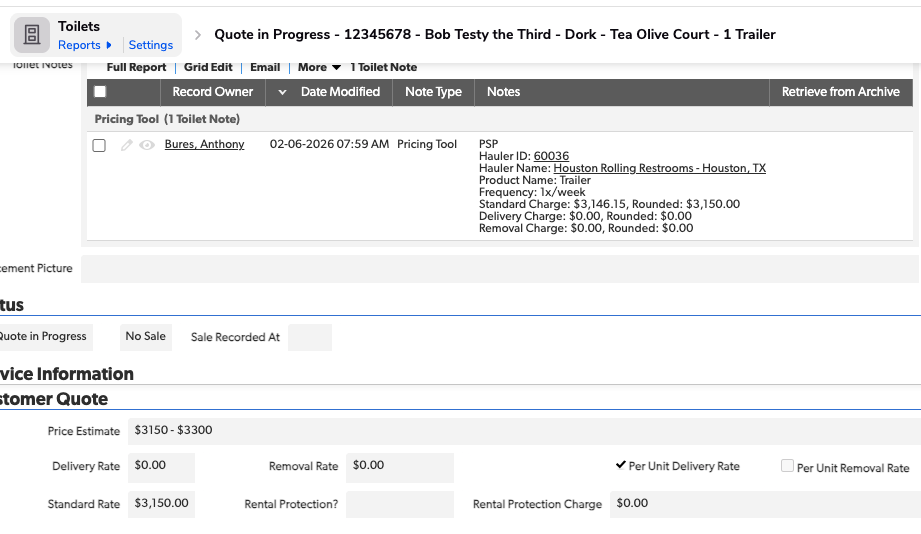 Toilets
Reports Settings
Quote in Progress - 12345678 - Bob Testy the Third - Dork - Tea Olive Court - 1 Trailer
Toilet Notes
Full Report | Grid Edit | Email | More 1 Toilet Note
Record Owner Date Modified Note Type Notes Retrieve from Archive
Pricing Tool (1 Toilet Note)
Bures, Anthony 02-06-2026 07:59 AM Pricing Tool PSP
Hauler ID: 60036
Hauler Name: Houston Rolling Restrooms - Houston, TX
Product Name: Trailer
Frequency: 1x/week
Standard Charge: $3,146.15, Rounded: $3,150.00
Delivery Charge: $0.00, Rounded: $0.00
Removal Charge: $0.00, Rounded: $0.00
cement Picture
tus
Quote in Progress No Sale Sale Recorded At
vice Information
stomer Quote
Price Estimate $3150 - $3300
Delivery Rate $0.00 Removal Rate $0.00 Per Unit Delivery Rate Per Unit Removal Rate
Standard Rate $3,150.00 Rental Protection? Rental Protection Charge $0.00